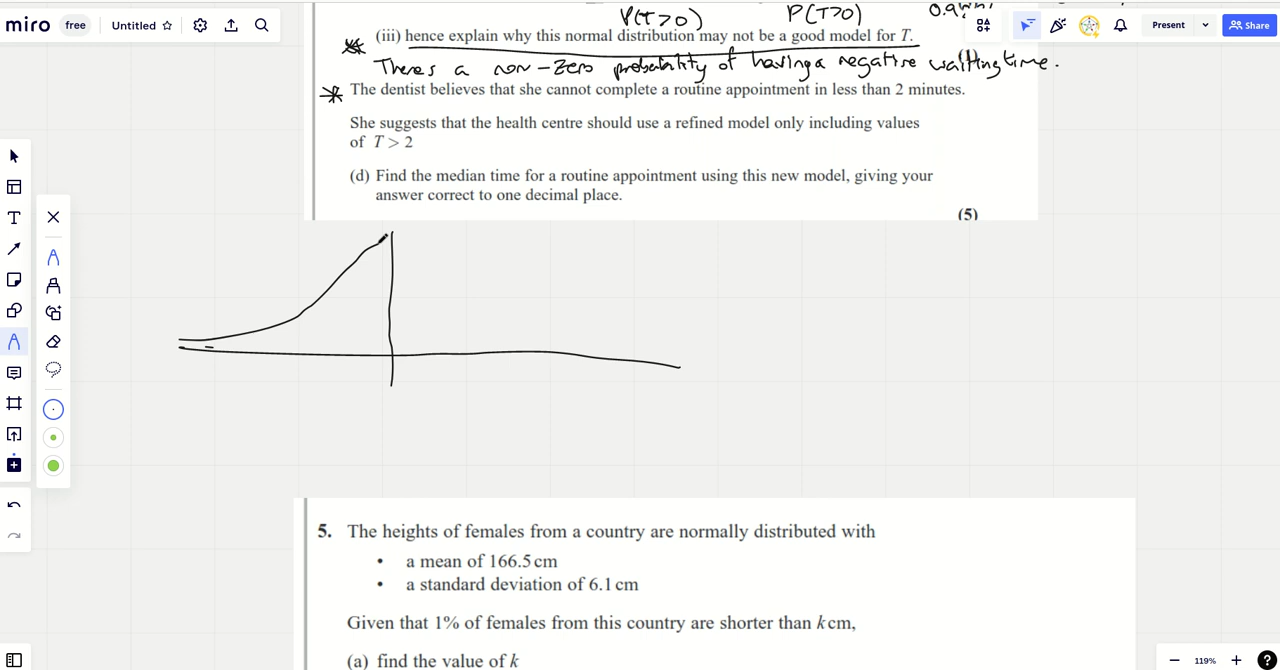 P(T>0) P(T>0)
miro free Untitled Present Share
(iii) hence explain why this normal distribution may not be a good model for T.
(1)
There's a non-zero probability of having a negative waiting time.
The dentist believes that she cannot complete a routine appointment in less than 2 minutes.
She suggests that the health centre should use a refined model only including values
of T > 2
(d) Find the median time for a routine appointment using this new model, giving your
answer correct to one decimal place.
(5)
5. The heights of females from a country are normally distributed with
• a mean of 166.5 cm
• a standard deviation of 6.1 cm
Given that 1% of females from this country are shorter than k cm,
(a) find the value of k
119%